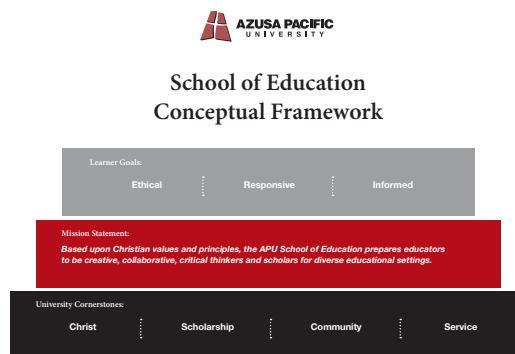 AZUSA PACIFIC
UNIVERSITY
School of Education
Conceptual Framework
Learner Goals:
Ethical Responsive Informed
Mission Statement:
Based upon Christian values and principles, the APU School of Education prepares educators
to be creative, collaborative, critical thinkers and scholars for diverse educational settings.
University Cornerstones:
Christ Scholarship Community Service